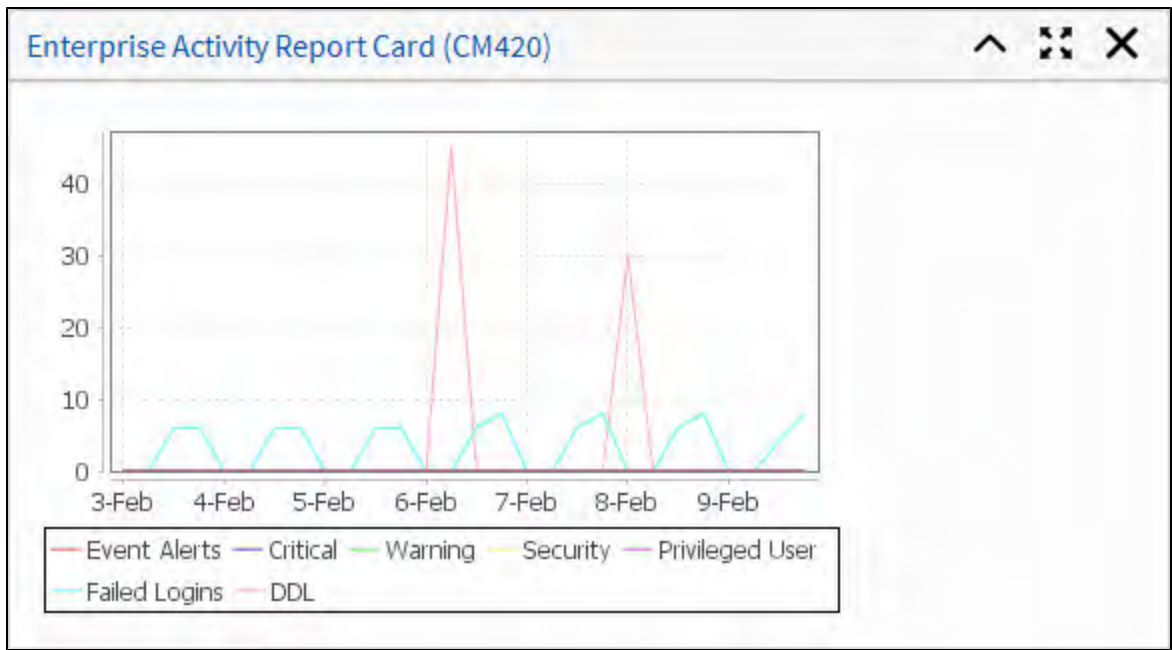 Enterprise Activity Report Card (CM420)
40
30
20
10
0
3-Feb 4-Feb 5-Feb 6-Feb 7-Feb 8-Feb 9-Feb
Event Alerts Critical Warning Security Privileged User
Failed Logins DDL